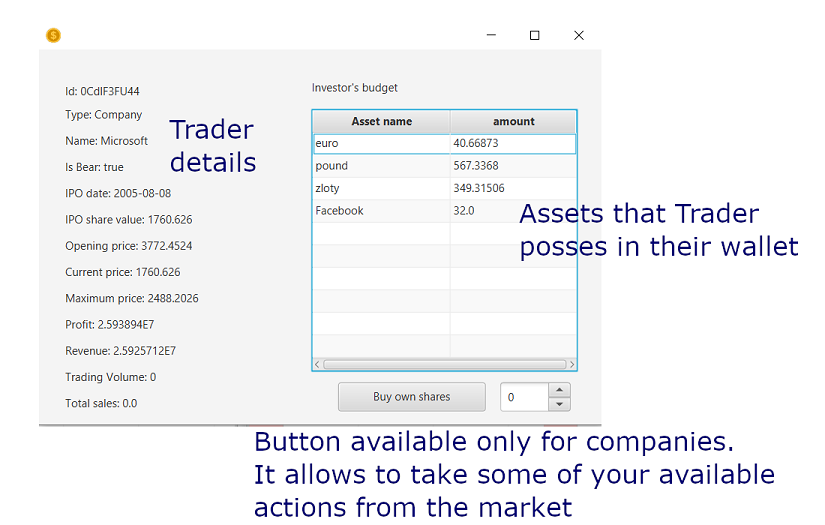 Id: 0CdIF3FU44
Type: Company
Name: Microsoft
Is Bear: true
IPO date: 2005-08-08
IPO share value: 1760.626
Opening price: 3772.4524
Current price: 1760.626
Maximum price: 2488.2026
Profit: 2.593894E7
Revenue: 2.5925712E7
Trading Volume: 0
Total sales: 0.0
Trader
details
Investor's budget
Asset name amount
euro 40.66873
pound 567.3368
zloty 349.31506
Facebook 32.0
Assets that Trader
posses in their wallet
Buy own shares 0
Button available only for companies.
It allows to take some of your available
actions from the market